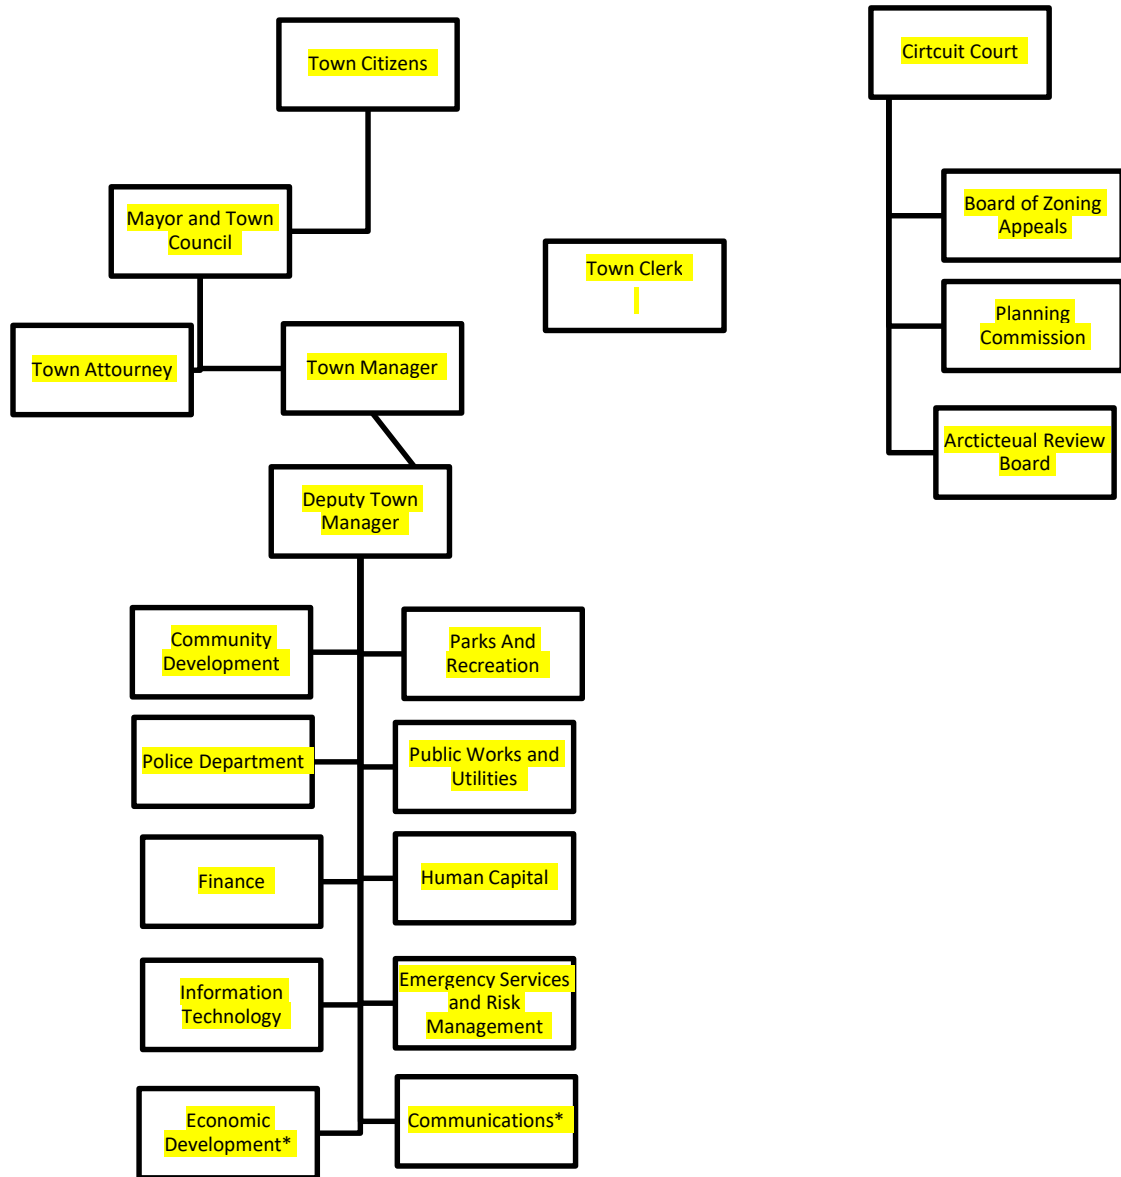 Town Citizens
Cirtcuit Court
Mayor and Town
Council
Board of Zoning
Appeals
Town Clerk
Planning
Commission
Town Attourney
Town Manager
Arcticteual Review
Board
Deputy Town
Manager
Community
Development
Parks And
Recreation
Police Department
Public Works and
Utilities
Finance
Human Capital
Information
Technology
Emergency Services
and Risk
Management
Economic
Development*
Communications*